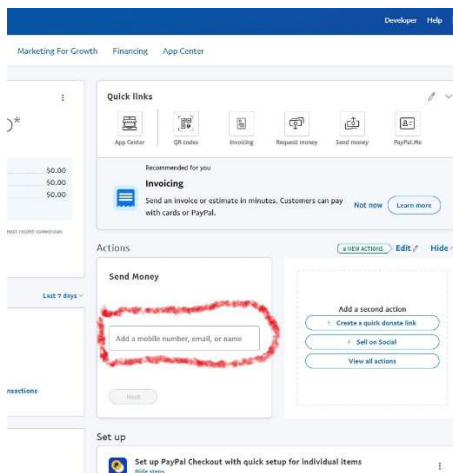 Developer Help
Marketing For Growth Financing App Center
Quick links
App Center QR codes Invoicing Request money Send money PayPal.Me
$0.00
$0.00
$0.00
Recommended for you
Invoicing
Send an invoice or estimate in minutes. Customers can pay
with cards or PayPal.
Not now Learn more
most recent conversion
Actions
Edit Hide
Send Money
Add a mobile number, email, or name
Next
Last 7 days
Add a second action
+ Create a quick donate link
+ Sell on Social
View all actions
Set up
Set up PayPal Checkout with quick setup for individual items
Hide steps